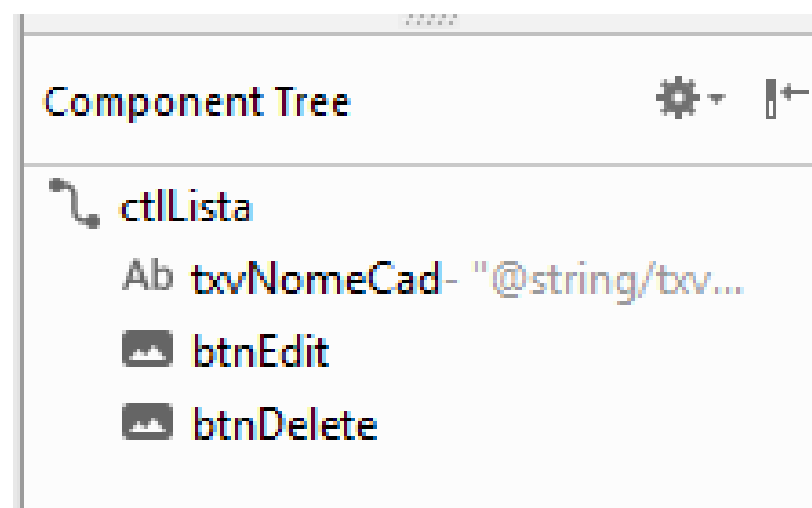 Component Tree
ctlLista
Ab txvNomeCad- "@string/txv...
btnEdit
btnDelete